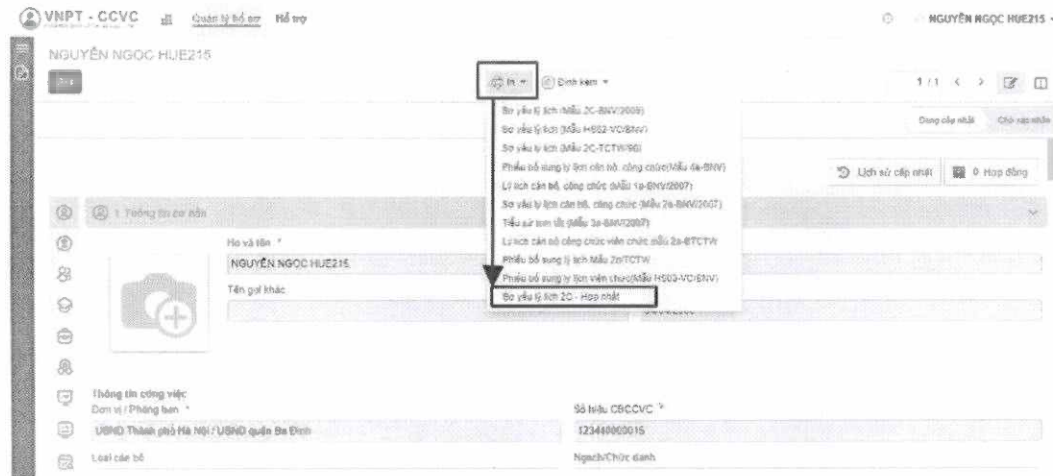 VNPT - CCVC
Quản lý hồ sơ Hỗ trợ
NGUYỄN NGỌC HUE215
NGUYỄN NGỌC HUE215
In
Đính kèm
1 / 1
Sơ yếu lý lịch (Mẫu 2C-BNV/2008)
Sơ yếu lý lịch (Mẫu HS02-VC/BNV)
Sơ yếu lý lịch (Mẫu 2C-TCTW/98)
Phiếu bổ sung lý lịch cán bộ, công chức(Mẫu 4a-BNV)
Lý lịch cán bộ, công chức (Mẫu 1a-BNV/2007)
Sơ yếu lý lịch cán bộ, công chức (Mẫu 2a-BNV/2007)
Tiểu sử tóm tắt (Mẫu 3a-BNV/2007)
Lý lịch cán bộ công chức viên chức mẫu 2a-BTCTW
Phiếu bổ sung lý lịch Mẫu 2n/TCTW
Phiếu bổ sung lý lịch viên chức(Mẫu HS03-VC/BNV)
Sơ yếu lý lịch 2C - Hợp nhất
Đang cập nhật Chờ xác nhận
Lịch sử cập nhật 0 Hợp đồng
1. Thông tin cơ bản
Họ và tên *
NGUYỄN NGỌC HUE215
Tên gọi khác
Thông tin công việc
Đơn vị / Phòng ban *
Số hiệu CBCCVC *
UBND Thành phố Hà Nội / UBND quận Ba Đình
123440000015
Loại cán bộ
Ngạch/Chức danh